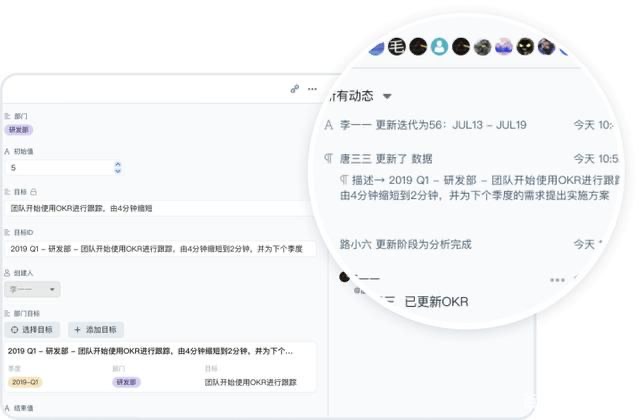 部门
研发部
初始值
5
目标
团队开始使用OKR进行跟踪，由4分钟缩短
目标ID
2019 Q1 - 研发部 - 团队开始使用OKR进行跟踪，由4分钟缩短到2分钟，并为下个季度
创建人
李一一
部门目标
选择目标
+ 添加目标
2019 Q1 - 研发部 - 团队开始使用OKR进行跟踪，由4分钟缩短到2分钟，并为下个...
季度 部门 目标
2019-Q1 研发部 团队开始使用OKR进行跟踪
结束值
毛
所有动态
李一一 更新迭代为56：JUL13 - JUL19 今天 10:
唐三三 更新了 数据 今天 10:5
描述→ 2019 Q1 - 研发部 - 团队开始使用OKR进行跟踪
由4分钟缩短到2分钟，并为下个季度的需求提出实施方案
路小六 更新阶段为分析完成 今天
已更新OKR